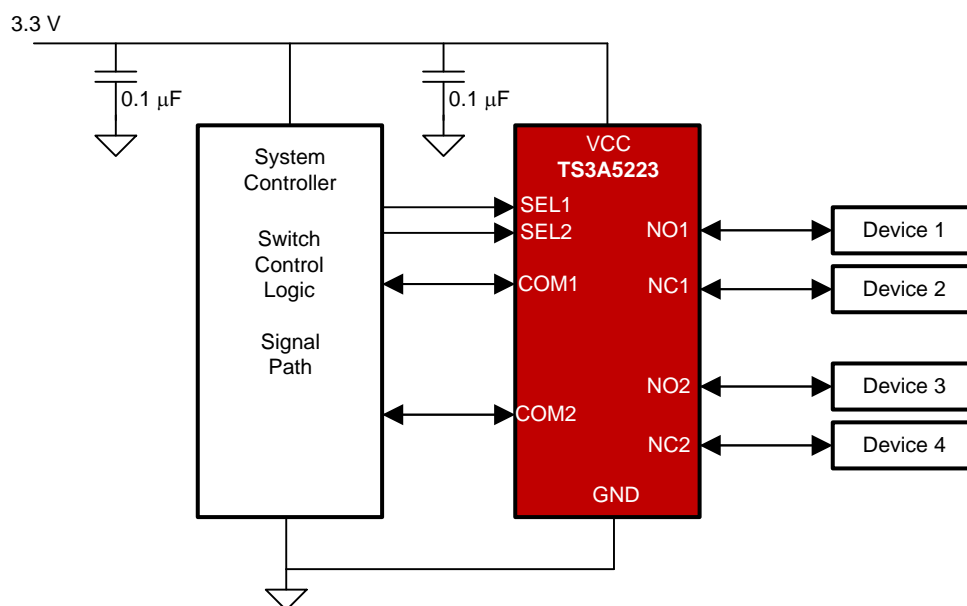 3.3 V
0.1 μF
0.1 μF
System
Controller
Switch
Control
Logic
Signal
Path
VCC
TS3A5223
SEL1
SEL2
COM1
COM2
NO1
NC1
NO2
NC2
GND
Device 1
Device 2
Device 3
Device 4